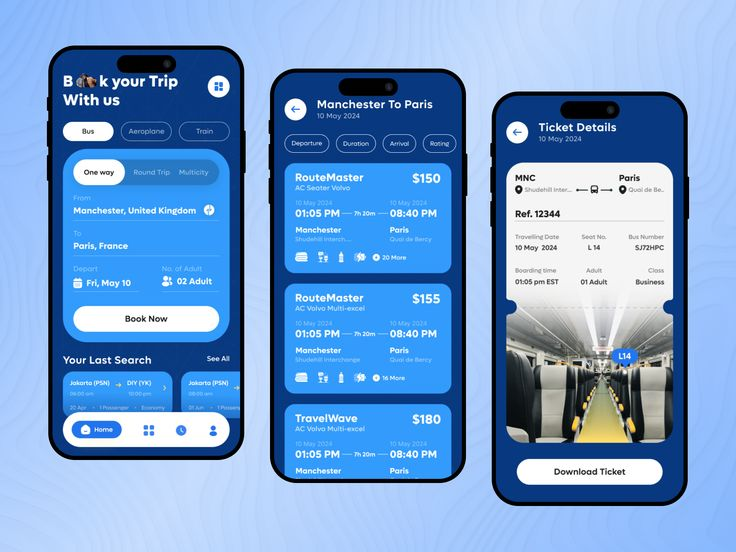 B k your Trip
With us
Bus
Aeroplane
Train
One way
Round Trip
Multicity
From
Manchester, United Kingdom
To
Paris, France
Depart
No. of Adult
Fri, May 10
02 Adult
Book Now
Your Last Search
See All
Jakarta (PSN)
DIY (YK)
06:00 am
10:00 pm
20 Apr • 1 Passenger • Economy
Jakarta (PSN)
01 Jun • 1 Pass
Home
Manchester To Paris
10 May 2024
Departure
Duration
Arrival
Rating
RouteMaster
$150
AC Seater Volvo
10 May 2024
10 May 2024
01:05 PM
7h 20m
08:40 PM
Manchester
Paris
Shudehill Interch....
Quai de Bercy
20 More
RouteMaster
$155
AC Volvo Multi-excel
10 May 2024
10 May 2024
01:05 PM
7h 20m
08:40 PM
Manchester
Paris
Shudehill Interchange
Quai de Bercy
16 More
TravelWave
$180
AC Volvo Multi-excel
10 May 2024
10 May 2024
01:05 PM
7h 20m
08:40 PM
Manchester
Paris
Quai de Bercy
Ticket Details
10 May 2024
MNC
Paris
Shudehill Inter...
Quai de Be..
Ref. 12344
Travelling Date
Seat No.
Bus Number
10 May 2024
L 14
SJ72HPC
Boarding time
Adult
Class
01:05 pm EST
01 Adult
Business
L14
Download Ticket